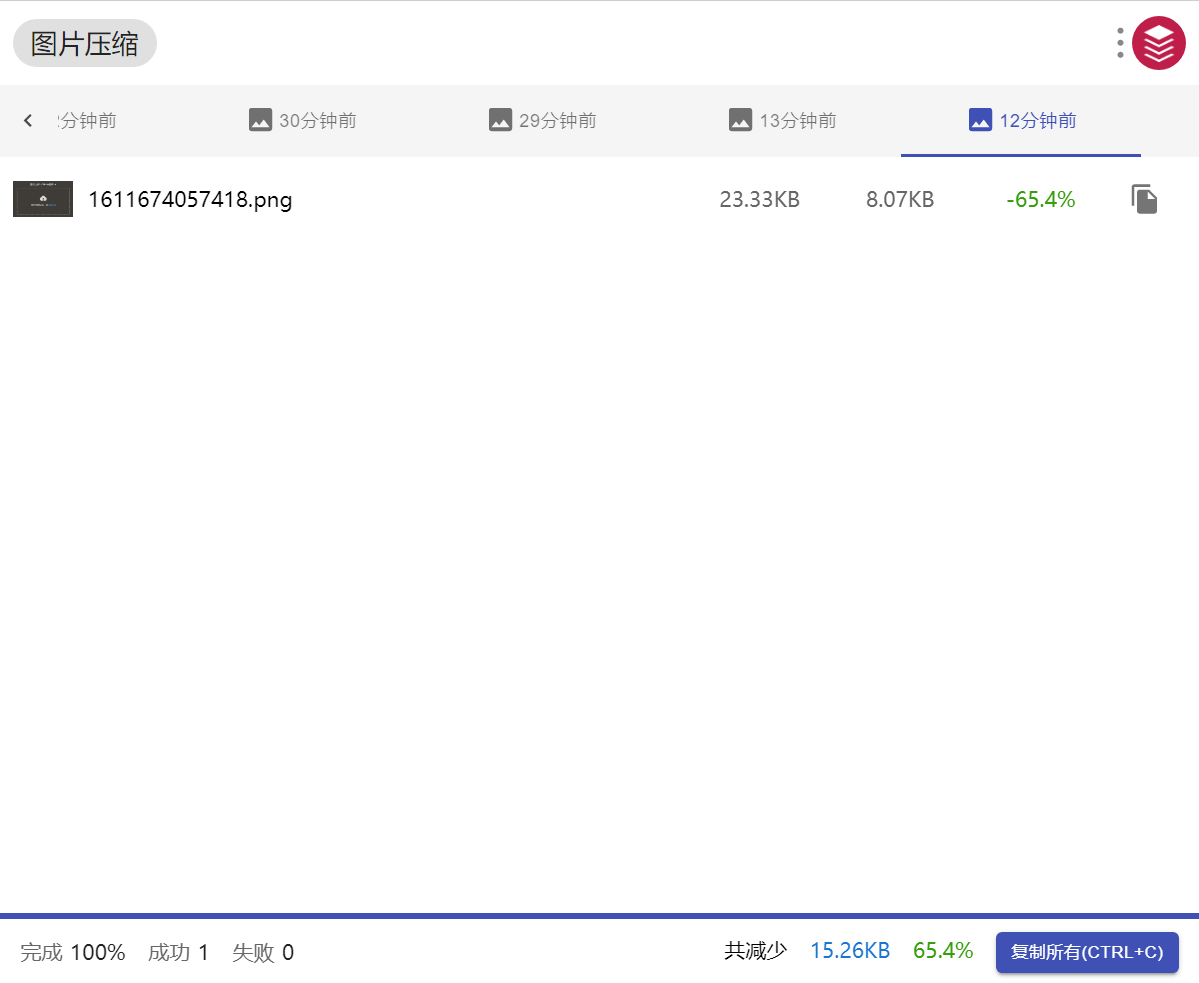 图片压缩
分钟前 30分钟前 29分钟前 13分钟前 12分钟前
1611674057418.png 23.33KB 8.07KB -65.4%
完成 100% 成功 1 失败 0 共减少 15.26KB 65.4% 复制所有(CTRL+C)